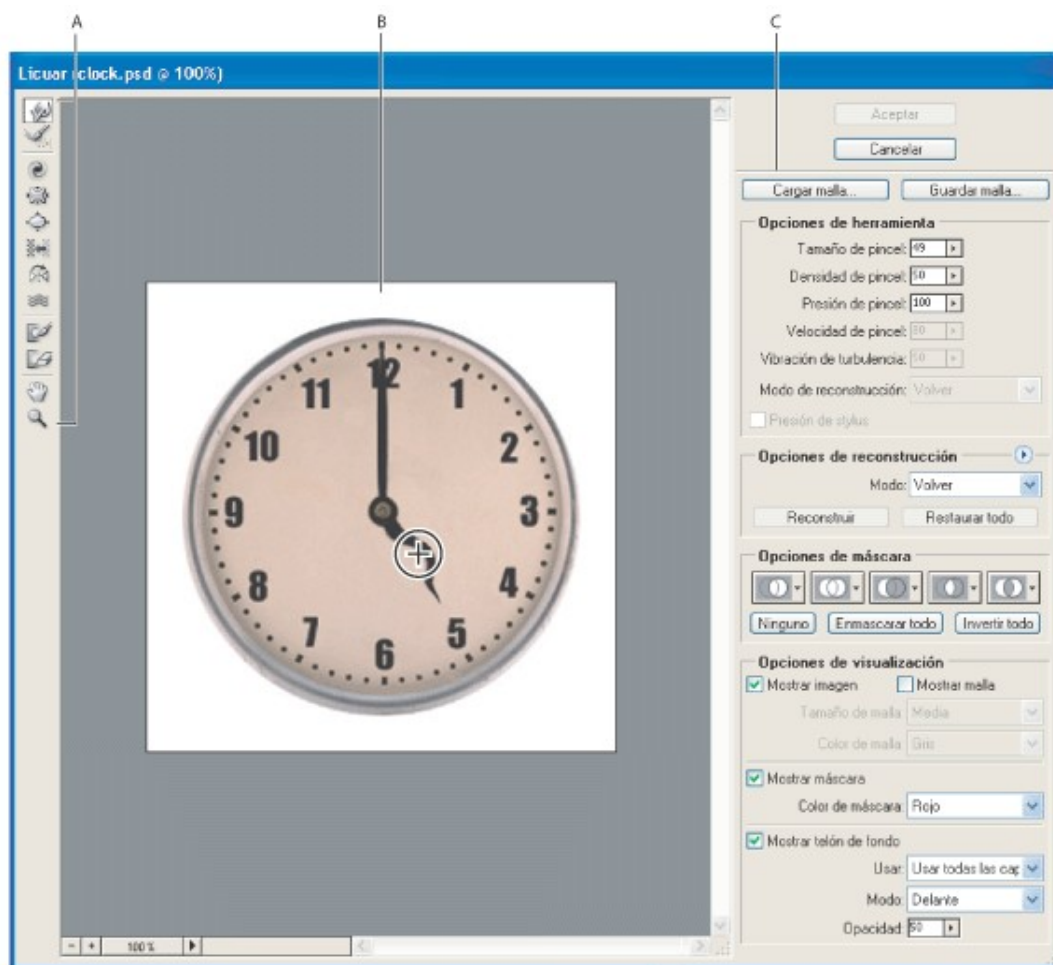 A B C
Licuar (clock.psd @ 100%)
Aceptar
Cancelar
Cargar malla... Guardar malla...
Opciones de herramienta
Tamaño de pincel: 49
Densidad de pincel: 50
Presión de pincel: 100
Velocidad de pincel: 80
Vibración de turbulencia: 50
Modo de reconstrucción: Volver
Presión de stylus
Opciones de reconstrucción
Modo: Volver
Reconstruir Restaurar todo
Opciones de máscara
Ninguno Enmascarar todo Invertir todo
Opciones de visualización
Mostrar imagen Mostrar malla
Tamaño de malla: Media
Color de malla: Gris
Mostrar máscara
Color de máscara: Rojo
Mostrar telón de fondo
Usar: Usar todas las cap
Modo: Delante
Opacidad: 50
12
11 1
10 2
9 3
8 4
7 5
6
- + 100 %